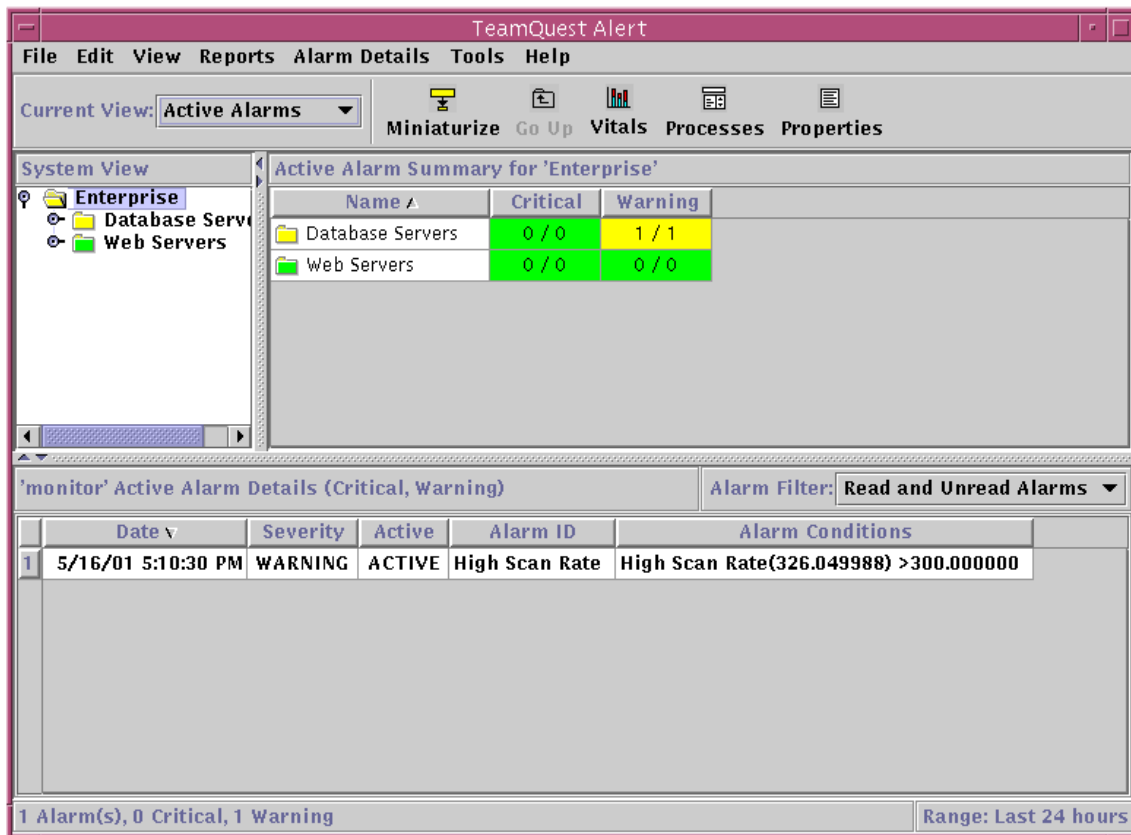 TeamQuest Alert
File Edit View Reports Alarm Details Tools Help
Current View: Active Alarms
Miniaturize Go Up Vitals Processes Properties
System View
Enterprise
Database Serve
Web Servers
Active Alarm Summary for 'Enterprise'
Name Critical Warning
Database Servers 0 / 0 1 / 1
Web Servers 0 / 0 0 / 0
'monitor' Active Alarm Details (Critical, Warning)
Alarm Filter: Read and Unread Alarms
Date Severity Active Alarm ID Alarm Conditions
1 5/16/01 5:10:30 PM WARNING ACTIVE High Scan Rate High Scan Rate(326.049988) >300.000000
1 Alarm(s), 0 Critical, 1 Warning
Range: Last 24 hours